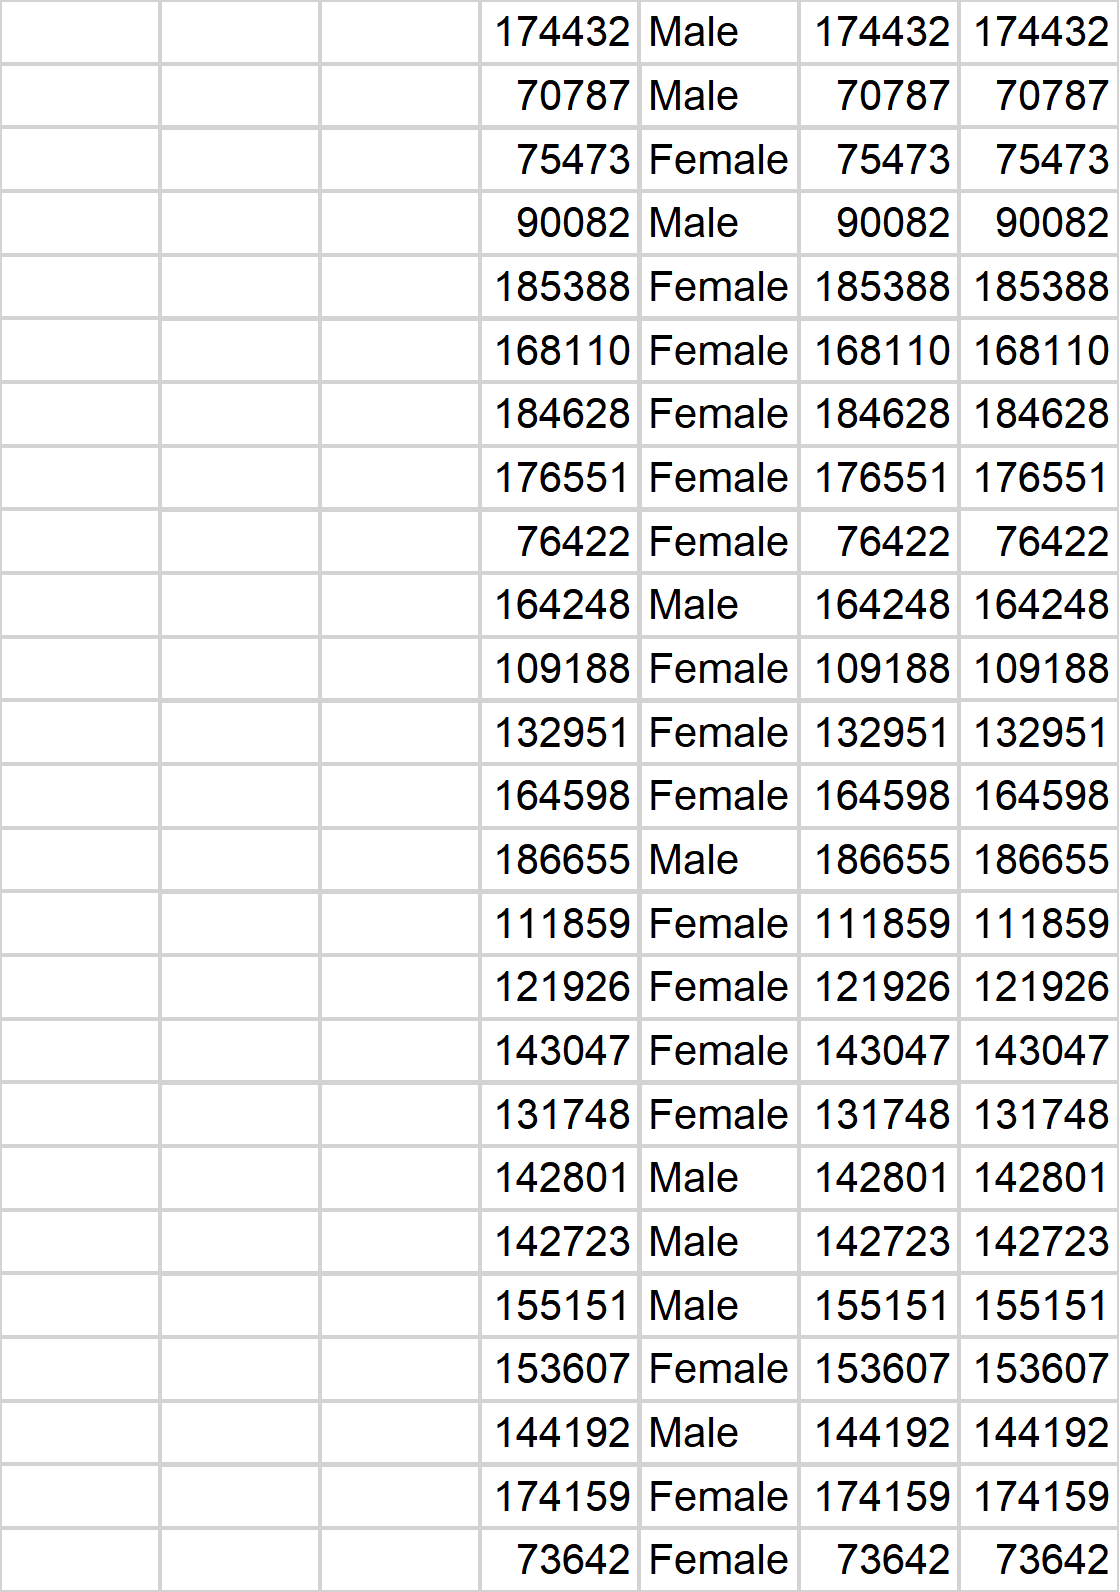 174432 Male 174432 174432
70787 Male 70787 70787
75473 Female 75473 75473
90082 Male 90082 90082
185388 Female 185388 185388
168110 Female 168110 168110
184628 Female 184628 184628
176551 Female 176551 176551
76422 Female 76422 76422
164248 Male 164248 164248
109188 Female 109188 109188
132951 Female 132951 132951
164598 Female 164598 164598
186655 Male 186655 186655
111859 Female 111859 111859
121926 Female 121926 121926
143047 Female 143047 143047
131748 Female 131748 131748
142801 Male 142801 142801
142723 Male 142723 142723
155151 Male 155151 155151
153607 Female 153607 153607
144192 Male 144192 144192
174159 Female 174159 174159
73642 Female 73642 73642